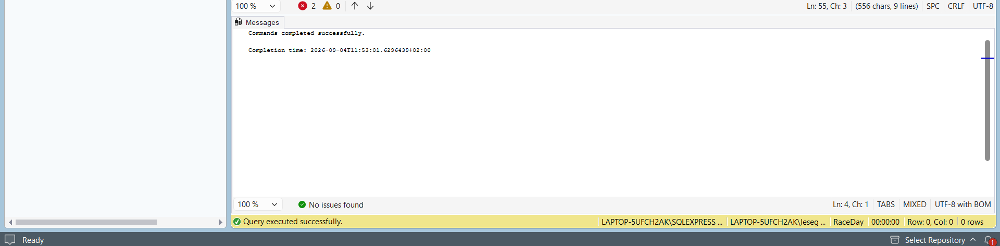 100 % 2 0 Ln: 55, Ch: 3 (556 chars, 9 lines) SPC CRLF UTF-8
Messages
Commands completed successfully.
Completion time: 2026-09-04T11:53:01.6296439+02:00
100 % No issues found Ln: 4, Ch: 1 TABS MIXED UTF-8 with BOM
Query executed successfully. LAPTOP-5UFCH2AK\SQLEXPRESS ... LAPTOP-5UFCH2AK\leseg ... RaceDay 00:00:00 Row: 0, Col: 0 0 rows
Ready Select Repository 1